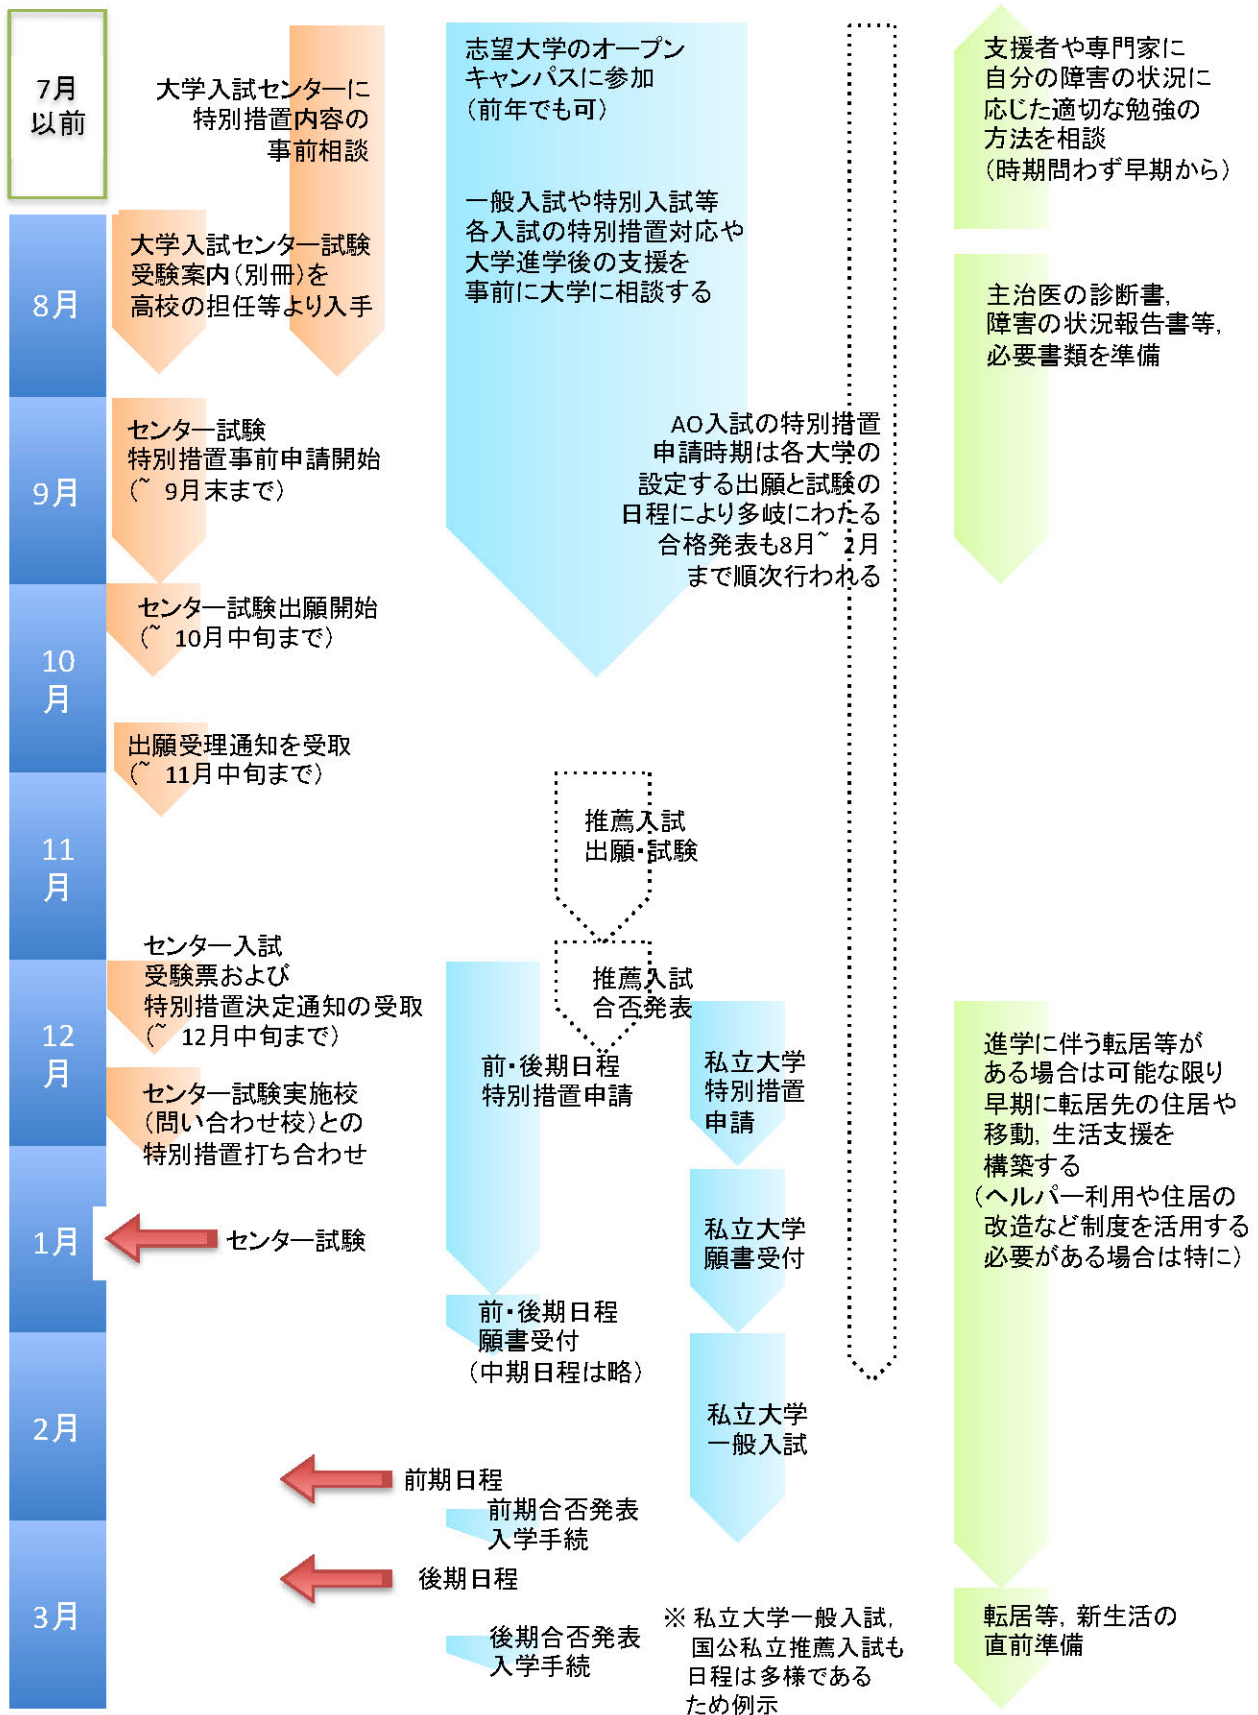 7月
以前
大学入試センターに
特別措置内容の
事前相談
志望大学のオープン
キャンパスに参加
(前年でも可)
一般入試や特別入試等
各入試の特別措置対応や
大学進学後の支援を
事前に大学に相談する
支援者や専門家に
自分の障害の状況に
応じた適切な勉強の
方法を相談
(時期問わず早期から)
8月
大学入試センター試験
受験案内(別冊)を
高校の担任等より入手
主治医の診断書,
障害の状況報告書等,
必要書類を準備
9月
センター試験
特別措置事前申請開始
(~ 9月末まで)
AO入試の特別措置
申請時期は各大学の
設定する出願と試験の
日程により多岐にわたる
合格発表も8月~ 2月
まで順次行われる
10
月
センター試験出願開始
(~ 10月中旬まで)
出願受理通知を受取
(~ 11月中旬まで)
11
月
推薦入試
出願・試験
12
月
センター入試
受験票および
特別措置決定通知の受取
(~ 12月中旬まで)
センター試験実施校
(問い合わせ校)との
特別措置打ち合わせ
推薦入試
合否発表
前・後期日程
特別措置申請
私立大学
特別措置
申請
進学に伴う転居等が
ある場合は可能な限り
早期に転居先の住居や
移動, 生活支援を
構築する
(ヘルパー利用や住居の
改造など制度を活用する
必要がある場合は特に)
1月
センター試験
私立大学
願書受付
前・後期日程
願書受付
(中期日程は略)
2月
私立大学
一般入試
前期日程
前期合否発表
入学手続
3月
後期日程
後期合否発表
入学手続
※ 私立大学一般入試,
国公私立推薦入試も
日程は多様である
ため例示
転居等, 新生活の
直前準備